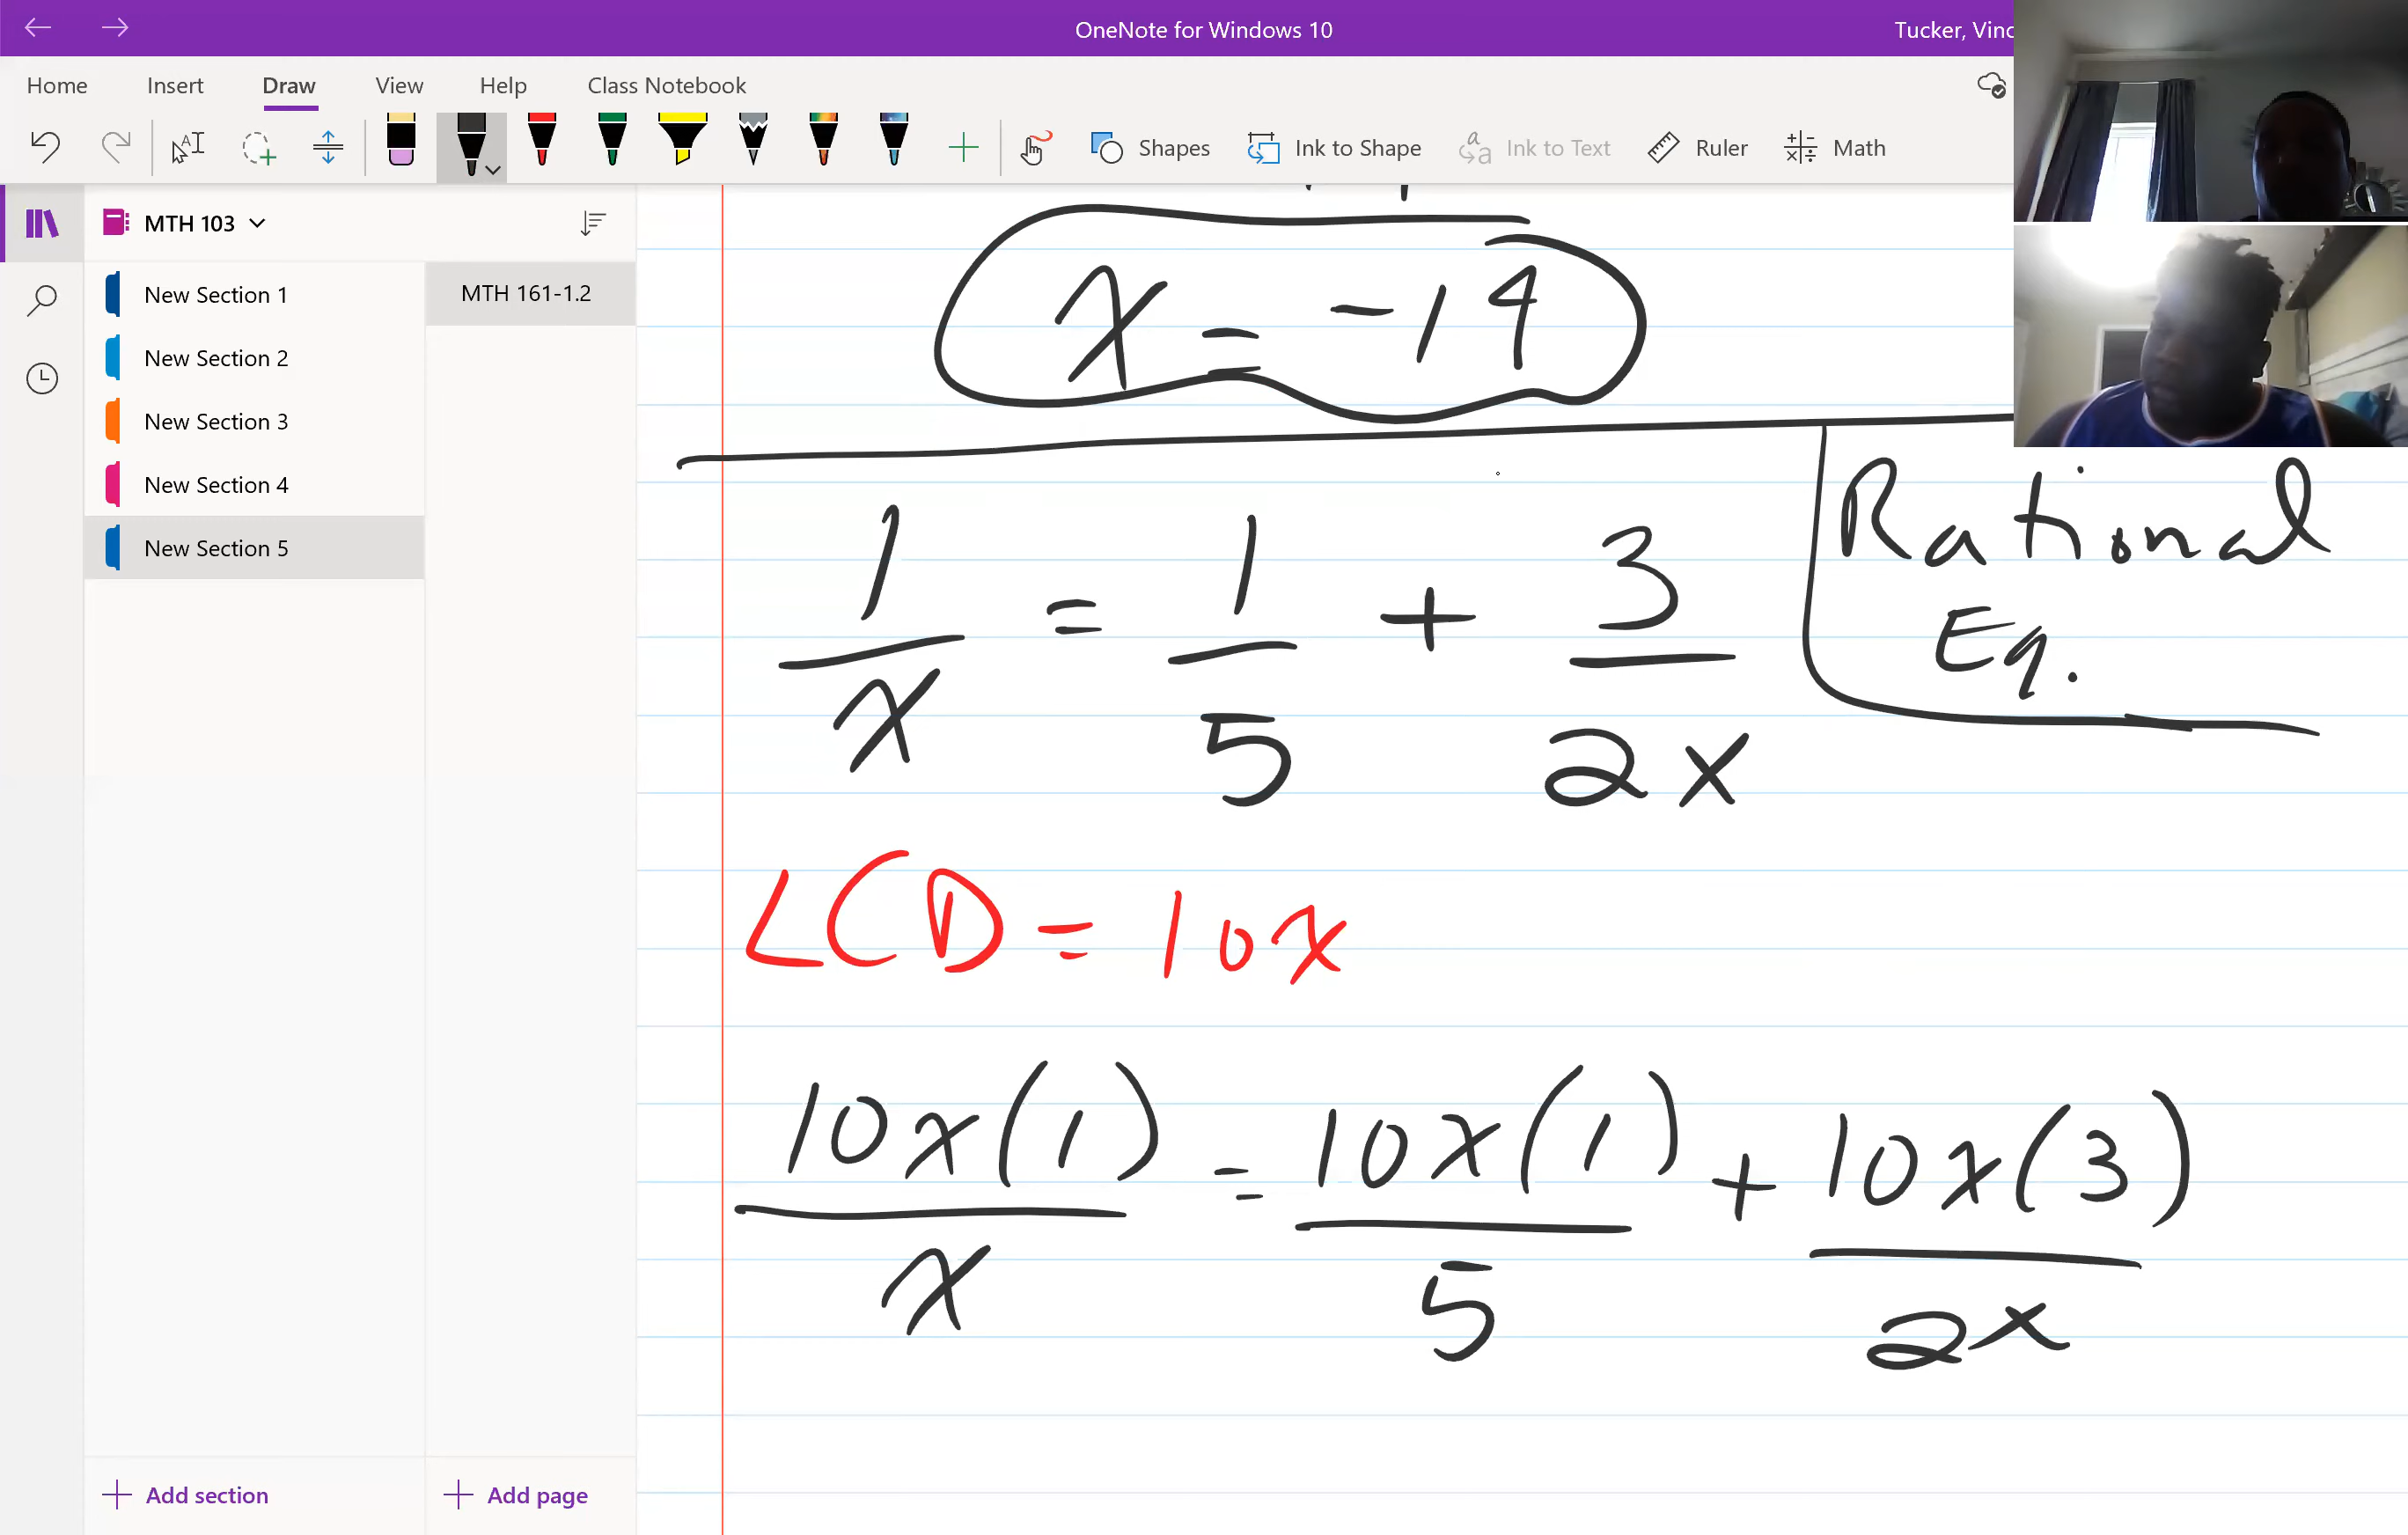 OneNote for Windows 10
Tucker, Vinc
Home Insert Draw View Help Class Notebook
Shapes Ink to Shape Ink to Text Ruler Math
MTH 103
New Section 1
New Section 2
New Section 3
New Section 4
New Section 5
MTH 161-1.2
Add section
Add page
x = -19
1/x = 1/5 + 3/2x
Rational
Eq.
LCD = 10x
10x(1)/x = 10x(1)/5 + 10x(3)/2x